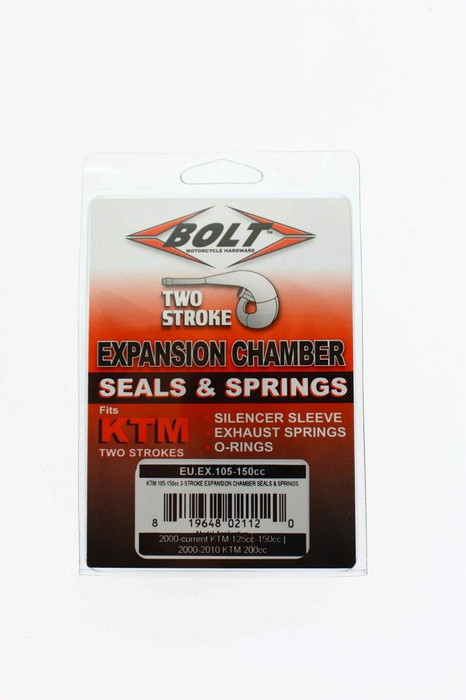 BOLT™
MOTORCYCLE HARDWARE
TWO
STROKE
EXPANSION CHAMBER
SEALS & SPRINGS
Fits
KTM
TWO STROKES
· SILENCER SLEEVE
· EXHAUST SPRINGS
· O-RINGS
EU.EX.105-150cc
KTM 105-150cc 2-STROKE EXPANSION CHAMBER SEALS & SPRINGS
8 19648 02112 0
2000-current KTM 125cc-150cc |
2000-2010 KTM 200cc